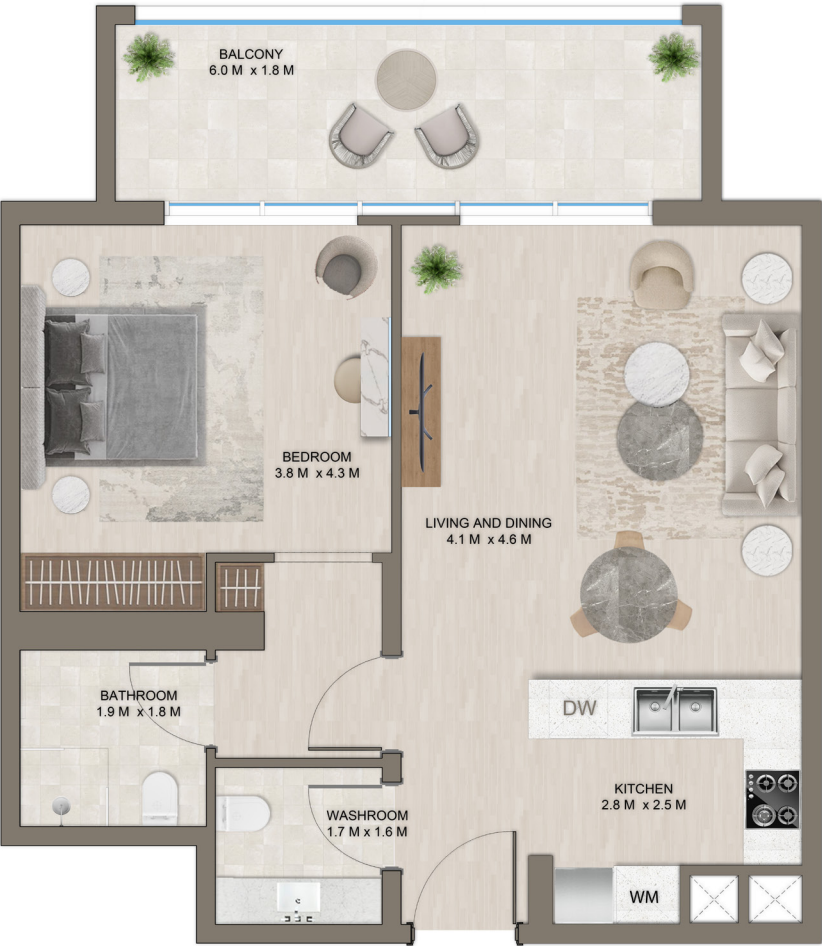 BALCONY
6.0 M x 1.8 M
BEDROOM
3.8 M x 4.3 M
LIVING AND DINING
4.1 M x 4.6 M
BATHROOM
1.9 M x 1.8 M
DW
KITCHEN
2.8 M x 2.5 M
WASHROOM
1.7 M x 1.6 M
WM